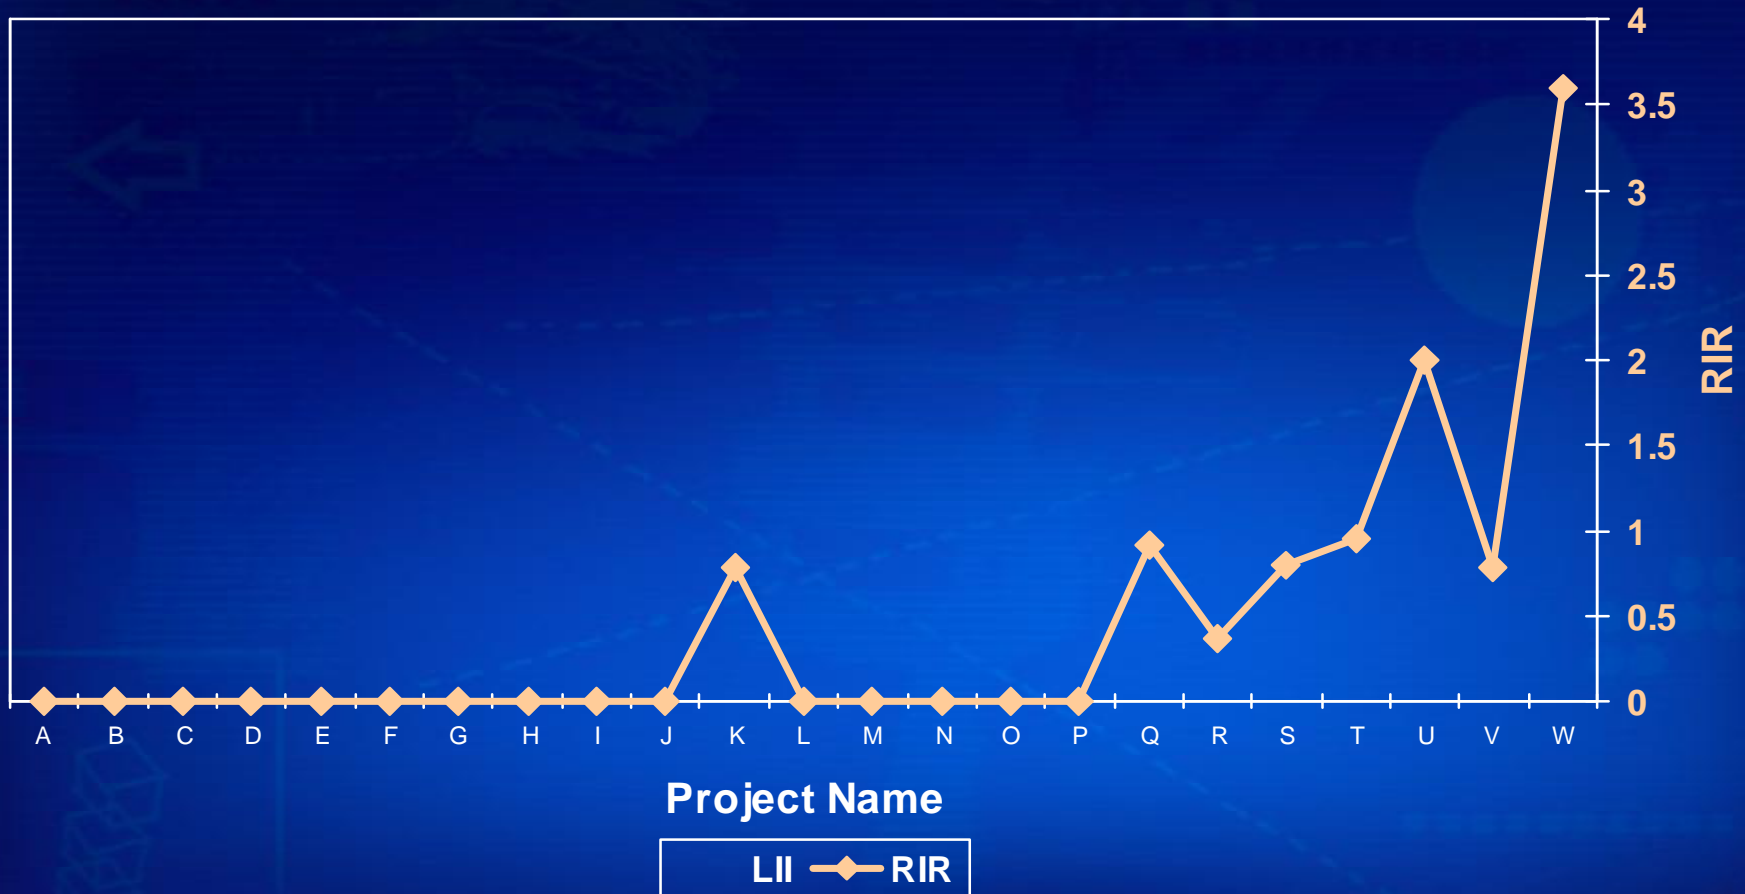 4
3.5
3
2.5
2
1.5
1
0.5
0
RIR
A B C D E F G H I J K L M N O P Q R S T U V W
Project Name
LII RIR